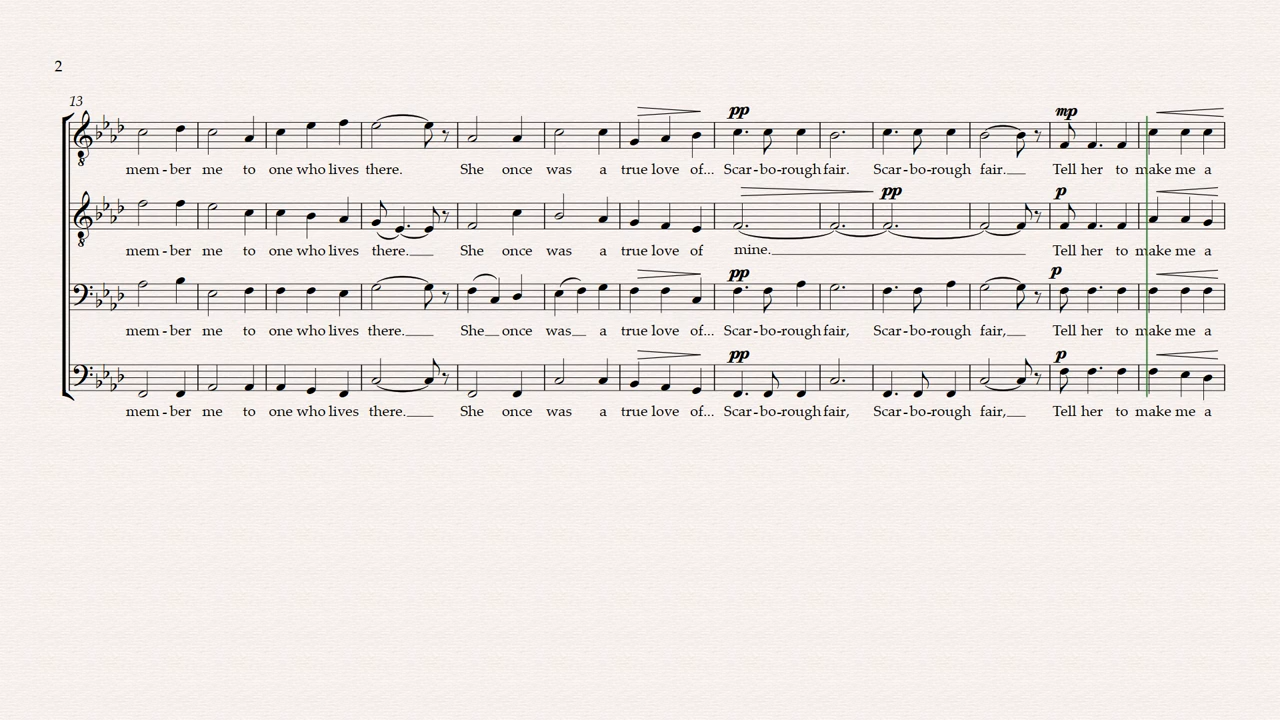 2
13
pp
mp
mem - ber me to one who lives there. She once was a true love of... Scar - bo - rough fair. Scar - bo - rough fair. Tell her to make me a
pp
p
mem - ber me to one who lives there. She once was a true love of mine. Tell her to make me a
pp
p
mem - ber me to one who lives there. She once was a true love of... Scar - bo - rough fair, Scar - bo - rough fair, Tell her to make me a
pp
p
mem - ber me to one who lives there. She once was a true love of... Scar - bo - rough fair, Scar - bo - rough fair, Tell her to make me a